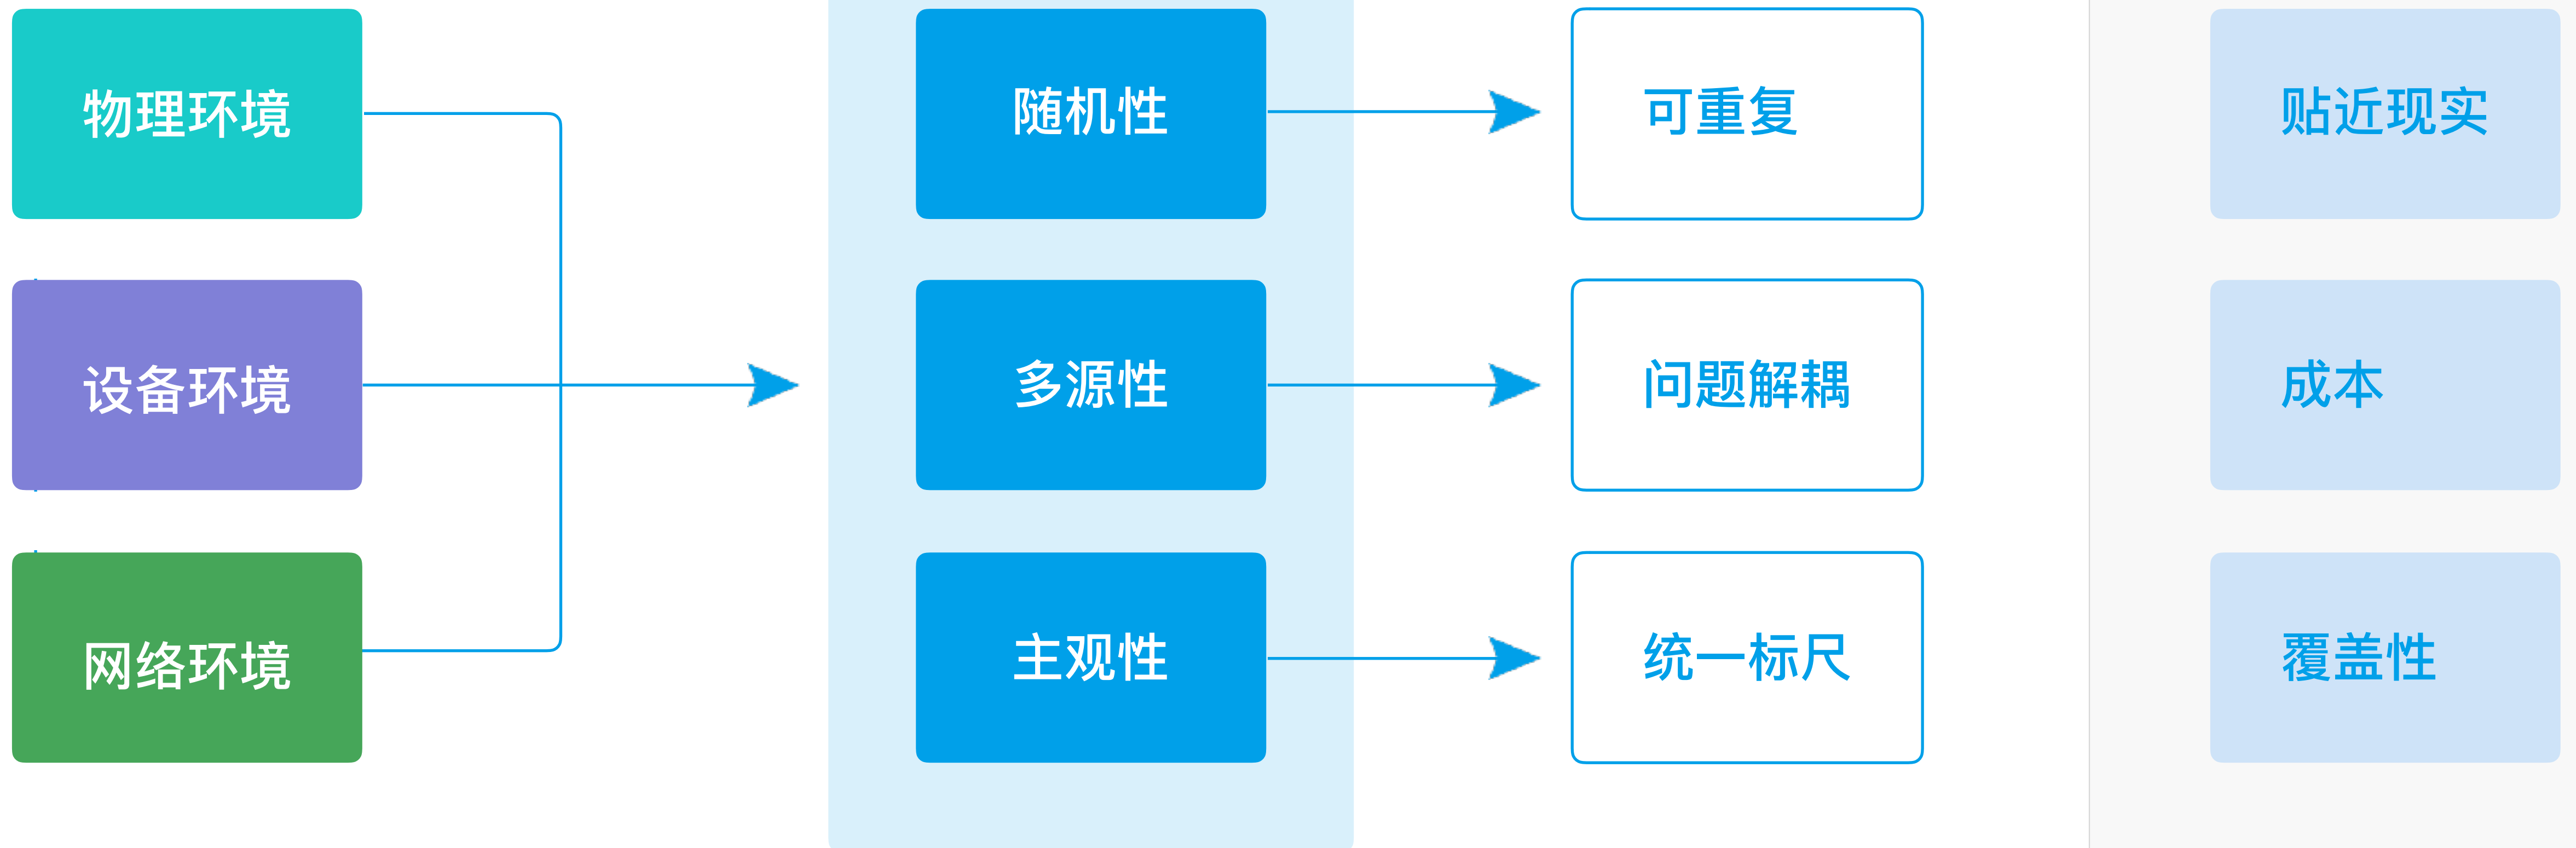 物理环境
随机性
可重复
贴近现实
设备环境
多源性
问题解耦
成本
网络环境
主观性
统一标尺
覆盖性